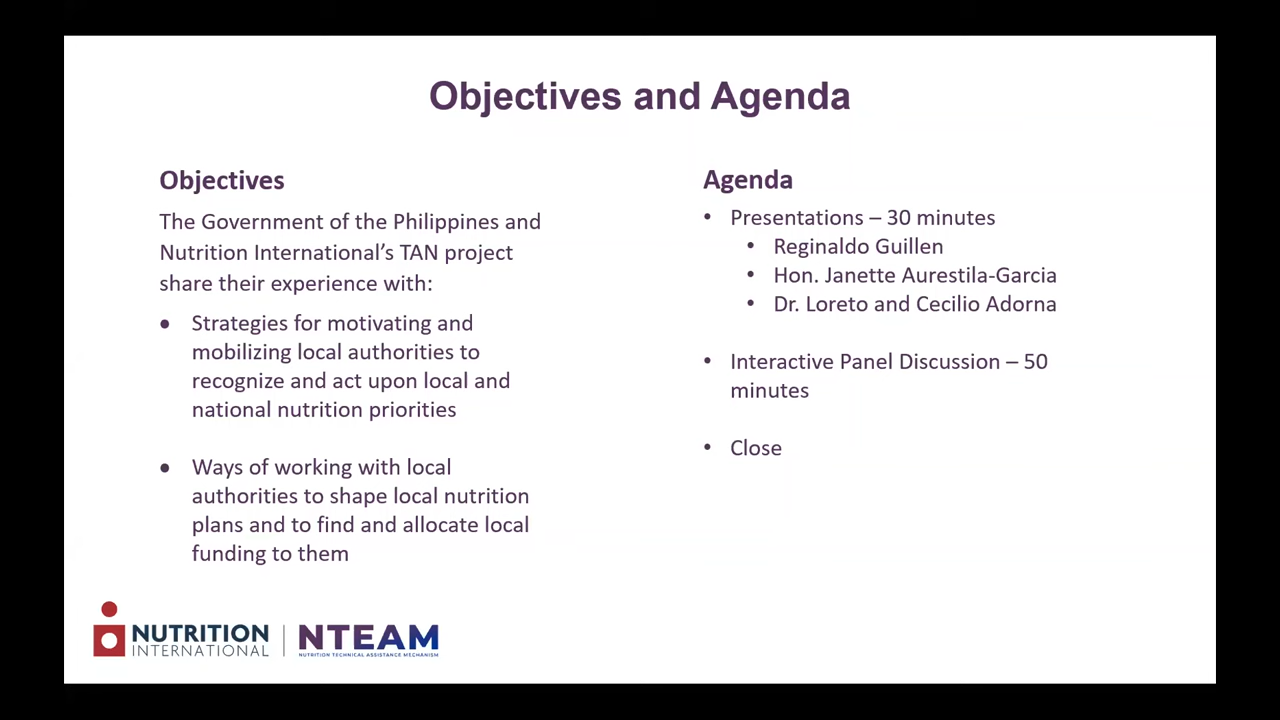 Objectives and Agenda
Objectives
The Government of the Philippines and
Nutrition International's TAN project
share their experience with:
• Strategies for motivating and
mobilizing local authorities to
recognize and act upon local and
national nutrition priorities
• Ways of working with local
authorities to shape local nutrition
plans and to find and allocate local
funding to them
Agenda
• Presentations – 30 minutes
• Reginaldo Guillen
• Hon. Janette Aurestila-Garcia
• Dr. Loreto and Cecilio Adorna
• Interactive Panel Discussion – 50
minutes
• Close
NUTRITION
INTERNATIONAL
NTEAM
NUTRITION TECHNICAL ASSISTANCE MECHANISM